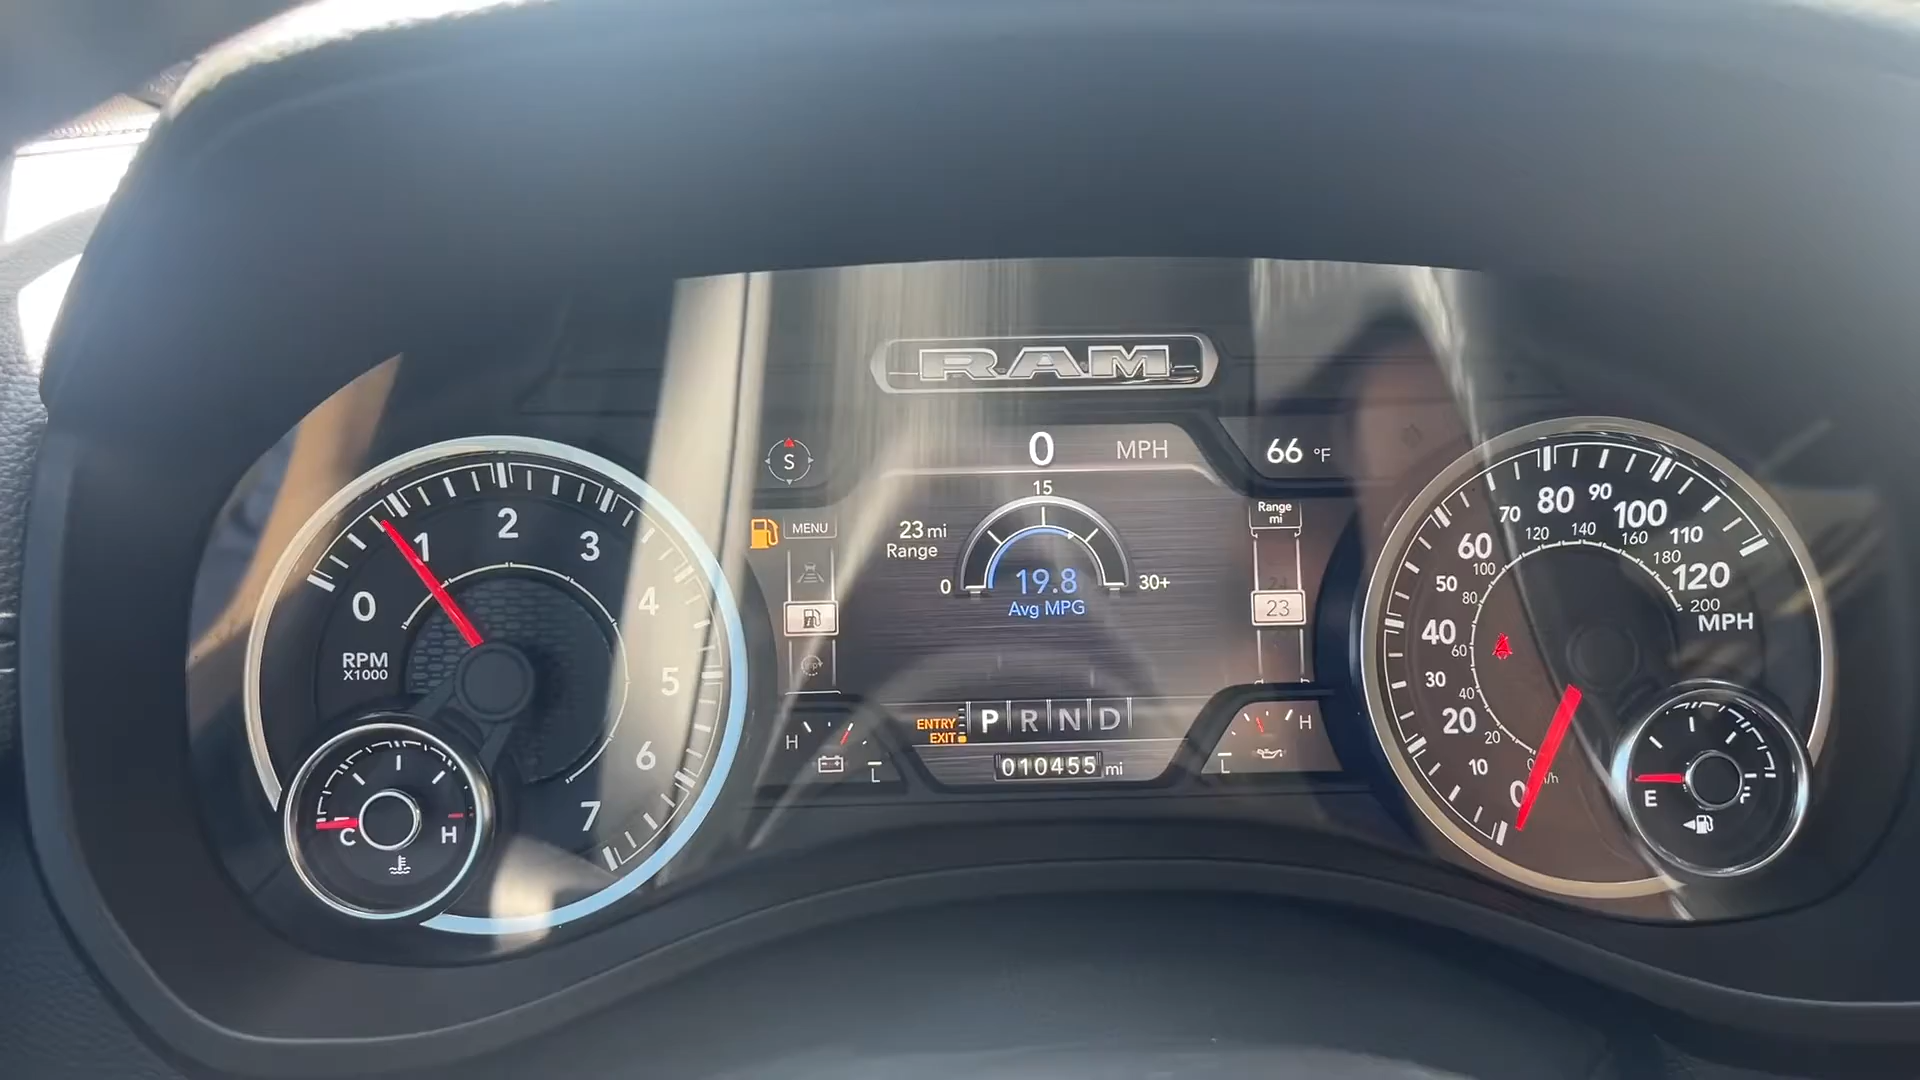 RAM
S
0 MPH
66 °F
MENU
23 mi
Range
0
15
30+
19.8
Avg MPG
Range
mi
23
ENTRY
EXIT
P R N D
010455 mi
H
L
L
H
0
1
2
3
4
5
6
7
RPM
X1000
C
H
0
10
20
30
40
50
60
70
80
90
100
110
120
MPH
20
40
60
80
100
120
140
160
180
200
E
F